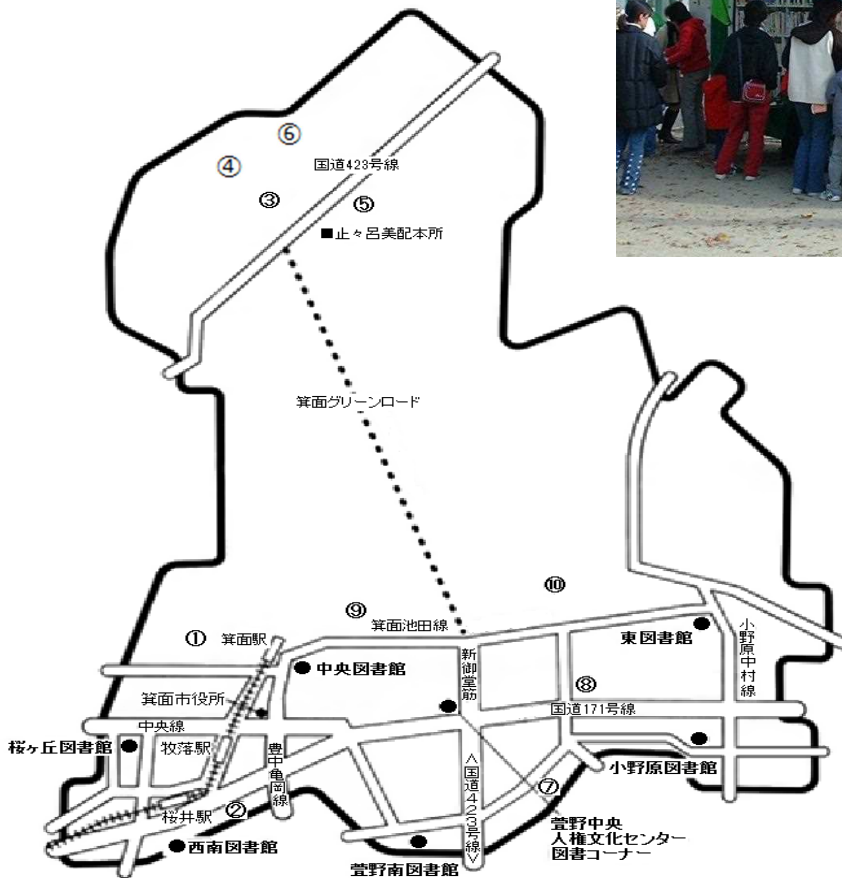 ⑥
④
国道423号線
③
⑤
■止々呂美配本所
箕面グリーンロード
⑩
⑨
①
箕面駅
箕面池田線
東図書館
小野原中村線
中央図書館
新御堂筋
⑧
箕面市役所
国道171号線
中央線
桜ヶ丘図書館
牧落駅
豊中亀岡線
小野原図書館
<国道423号線>
⑦
②
桜井駅
西南図書館
萱野南図書館
萱野中央
人権文化センター
図書コーナー